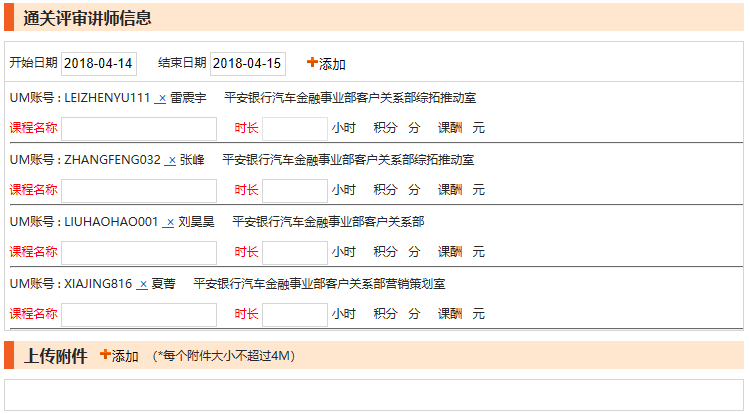 通关评审讲师信息
开始日期 2018-04-14 结束日期 2018-04-15 添加
UM账号 : LEIZHENYU111 × 雷震宇 平安银行汽车金融事业部客户关系部综拓推动室
课程名称 时长 小时 积分 分 课酬 元
UM账号 : ZHANGFENG032 × 张峰 平安银行汽车金融事业部客户关系部综拓推动室
课程名称 时长 小时 积分 分 课酬 元
UM账号 : LIUHAOHAO001 × 刘昊昊 平安银行汽车金融事业部客户关系部
课程名称 时长 小时 积分 分 课酬 元
UM账号 : XIAJING816 × 夏菁 平安银行汽车金融事业部客户关系部营销策划室
课程名称 时长 小时 积分 分 课酬 元
上传附件 添加 (*每个附件大小不超过4M)